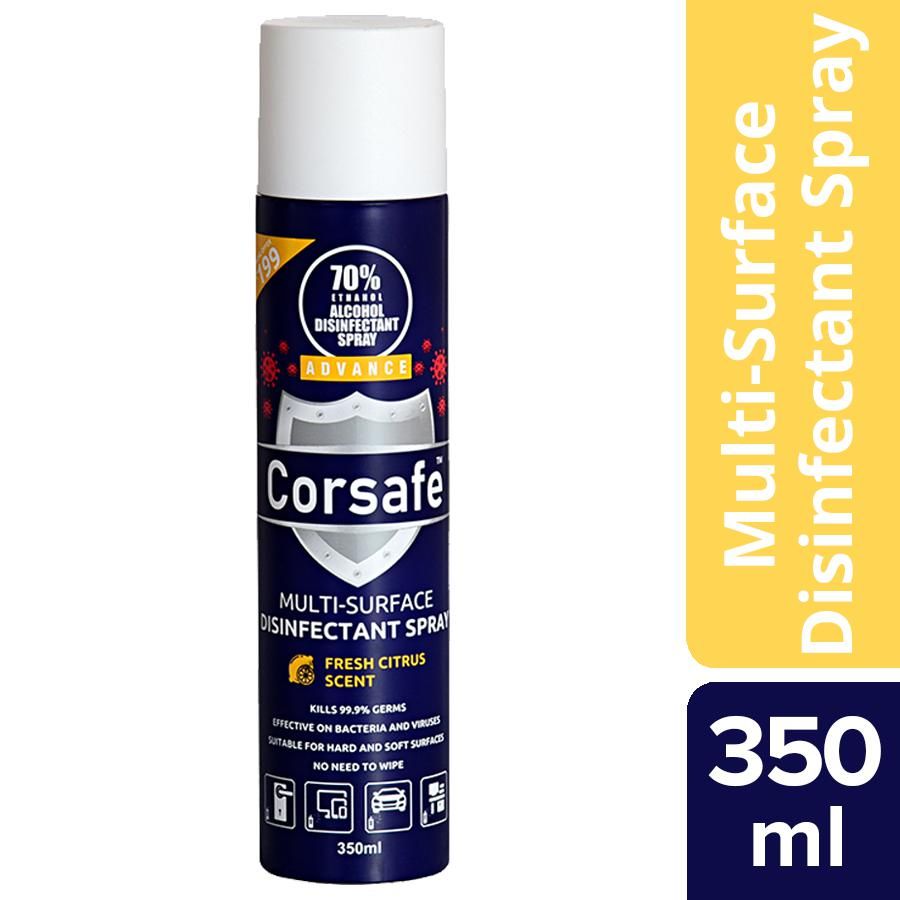 199
70%
ETHANOL
ALCOHOL
DISINFECTANT
SPRAY
ADVANCE
Corsafe™
MULTI-SURFACE
DISINFECTANT SPRAY
FRESH CITRUS
SCENT
KILLS 99.9% GERMS
EFFECTIVE ON BACTERIA AND VIRUSES
SUITABLE FOR HARD AND SOFT SURFACES
NO NEED TO WIPE
350ml
Multi-Surface
Disinfectant Spray
350
ml